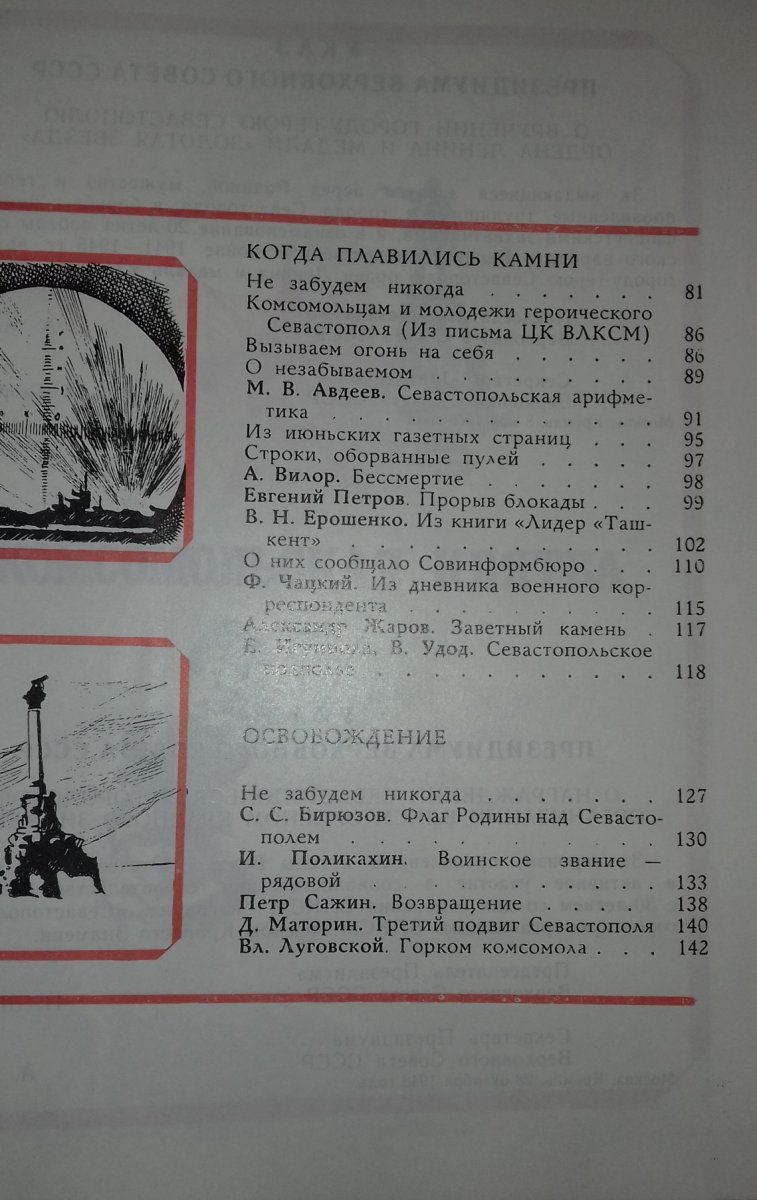 КОГДА ПЛАВИЛИСЬ КАМНИ
Не забудем никогда . . . . . . . 81
Комсомольцам и молодежи героического
Севастополя (Из письма ЦК ВЛКСМ) 86
Вызываем огонь на себя . . . . . . 86
О незабываемом . . . . . . . . . 89
М. В. Авдеев. Севастопольская арифме-
тика . . . . . . . . . . . . 91
Из июньских газетных страниц . . . 95
Строки, оборванные пулей . . . . . 97
А. Вилор. Бессмертие . . . . . . . 98
Евгений Петров. Прорыв блокады . . . 99
В. Н. Ерошенко. Из книги «Лидер «Таш-
кент» . . . . . . . . . . . . 102
О них сообщало Совинформбюро . . . 110
Ф. Чацкий. Из дневника военного кор-
респондента . . . . . . . . . 115
Александр Жаров. Заветный камень . 117
В. Удод. Севастопольское
подполье . . . . . . . . . . . 118
ОСВОБОЖДЕНИЕ
Не забудем никогда . . . . . . . 127
С. С. Бирюзов. Флаг Родины над Севасто-
полем . . . . . . . . . . . . 130
И. Поликахин. Воинское звание —
рядовой . . . . . . . . . . . 133
Петр Сажин. Возвращение . . . . . 138
Д. Маторин. Третий подвиг Севастополя 140
Вл. Луговской. Горком комсомола . . . 142